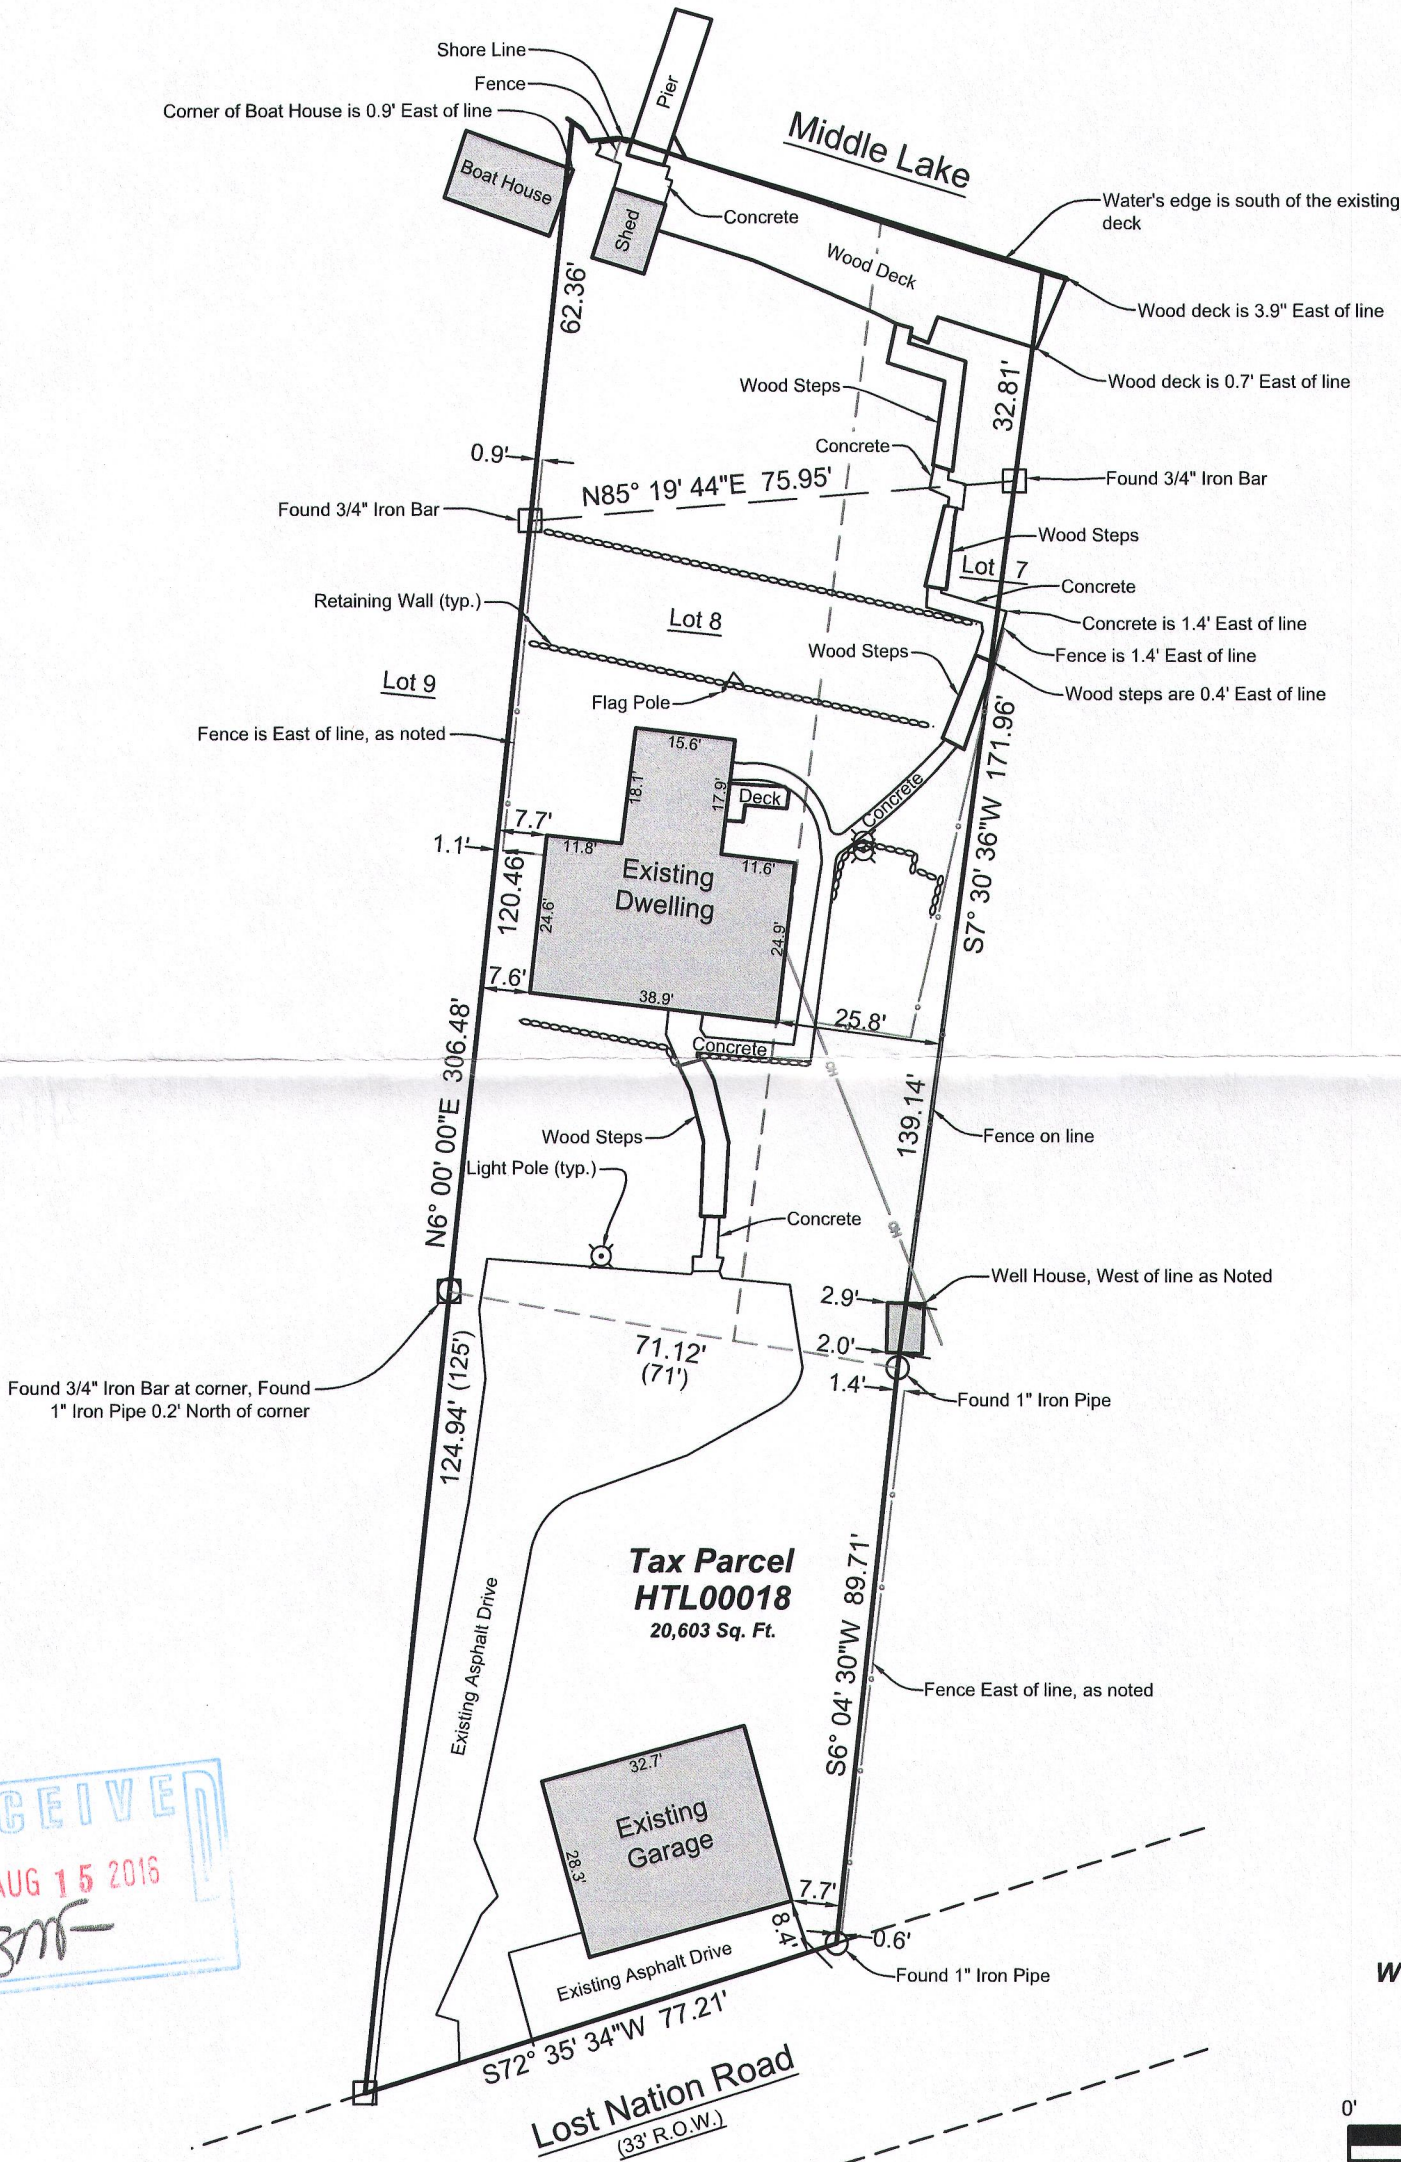 Shore Line
Fence
Corner of Boat House is 0.9' East of line
Pier
Middle Lake
Boat House
Shed
Concrete
Water's edge is south of the existing
deck
Wood Deck
62.36'
Wood deck is 3.9" East of line
Wood deck is 0.7' East of line
32.81'
Wood Steps
Concrete
0.9'
N85° 19' 44"E 75.95'
Found 3/4" Iron Bar
Found 3/4" Iron Bar
Wood Steps
Lot 7
Concrete
Retaining Wall (typ.)
Lot 8
Concrete is 1.4' East of line
Wood Steps
Fence is 1.4' East of line
Lot 9
Flag Pole
Wood steps are 0.4' East of line
Fence is East of line, as noted
S7° 30' 36"W 171.96'
15.6'
18.1'
17.9'
Deck
Concrete
7.7'
1.1'
11.8'
11.6'
Existing
Dwelling
120.46'
24.6'
24.9'
7.6'
38.9'
25.8'
Concrete
OH
N6° 00' 00"E 306.48'
139.14'
Fence on line
Wood Steps
Light Pole (typ.)
Concrete
OH
Well House, West of line as Noted
2.9'
2.0'
71.12'
(71')
1.4'
Found 1" Iron Pipe
Found 3/4" Iron Bar at corner, Found
1" Iron Pipe 0.2' North of corner
124.94' (125')
Tax Parcel
HTL00018
20,603 Sq. Ft.
Existing Asphalt Drive
S6° 04' 30"W 89.71'
Fence East of line, as noted
32.7'
Existing
Garage
28.3'
7.7'
8.4'
0.6'
Existing Asphalt Drive
Found 1" Iron Pipe
S72° 35' 34"W 77.21'
Lost Nation Road
(33' R.O.W.)
CEIVED
AUG 15 2016
W
0'